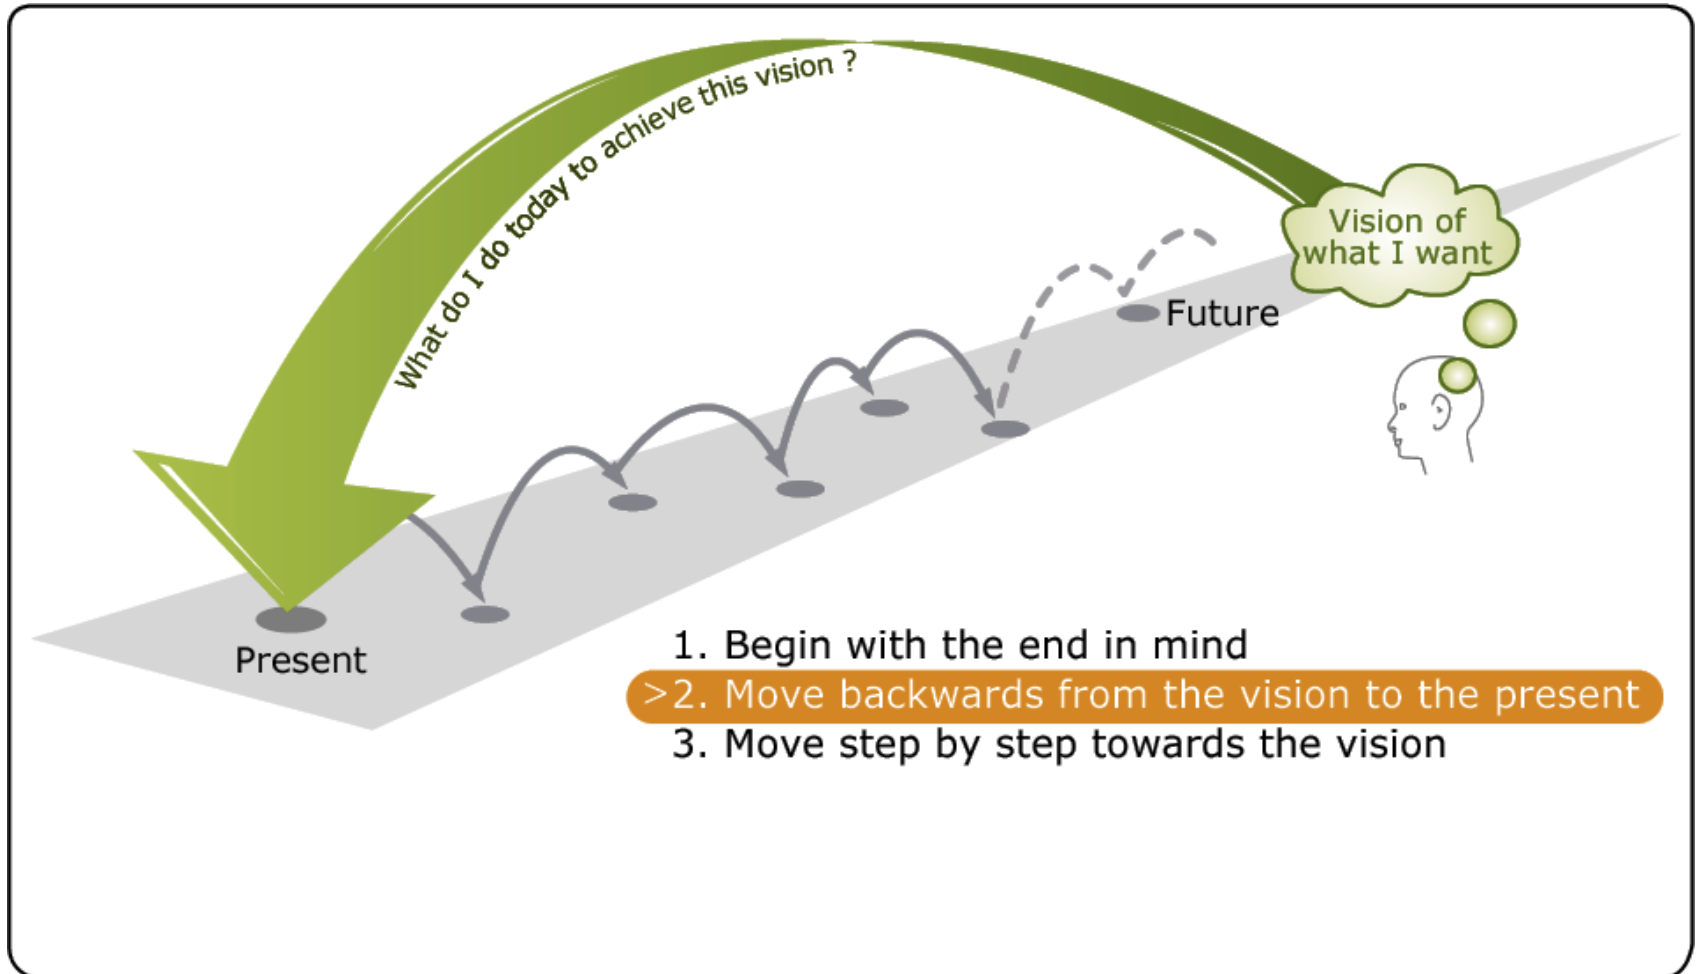 What do I do today to achieve this vision ?
Vision of
what I want
Future
Present
1. Begin with the end in mind
>2. Move backwards from the vision to the present
3. Move step by step towards the vision